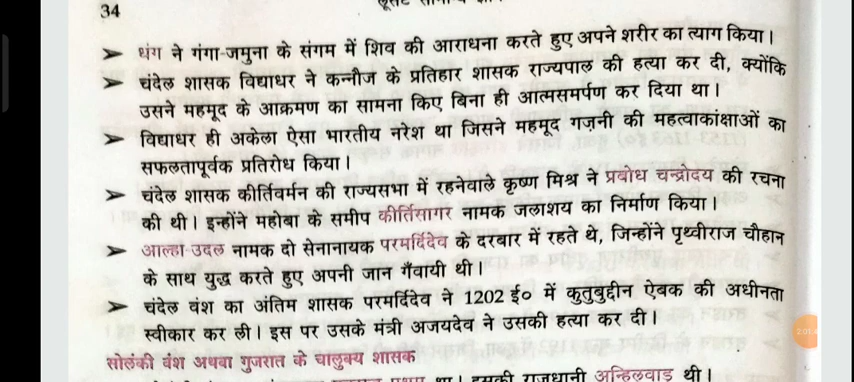 34
➤ धंग ने गंगा-जमुना के संगम में शिव की आराधना करते हुए अपने शरीर का त्याग किया।
➤ चंदेल शासक विद्याधर ने कन्नौज के प्रतिहार शासक राज्यपाल की हत्या कर दी, क्योंकि
उसने महमूद के आक्रमण का सामना किए बिना ही आत्मसमर्पण कर दिया था।
➤ विद्याधर ही अकेला ऐसा भारतीय नरेश था जिसने महमूद गज़नी की महत्वाकांक्षाओं का
सफलतापूर्वक प्रतिरोध किया।
➤ चंदेल शासक कीर्तिवर्मन की राज्यसभा में रहनेवाले कृष्ण मिश्र ने प्रबोध चन्द्रोदय की रचना
की थी। इन्होंने महोबा के समीप कीर्तिसागर नामक जलाशय का निर्माण किया।
➤ आल्हा-उदल नामक दो सेनानायक परमर्दिदेव के दरबार में रहते थे, जिन्होंने पृथ्वीराज चौहान
के साथ युद्ध करते हुए अपनी जान गँवायी थी।
➤ चंदेल वंश का अंतिम शासक परमर्दिदेव ने 1202 ई० में कुतुबुद्दीन ऐबक की अधीनता
स्वीकार कर ली। इस पर उसके मंत्री अजयदेव ने उसकी हत्या कर दी।
सोलंकी वंश अथवा गुजरात के चालुक्य शासक
था। इसकी राजधानी अन्हिलवाड़ थी।